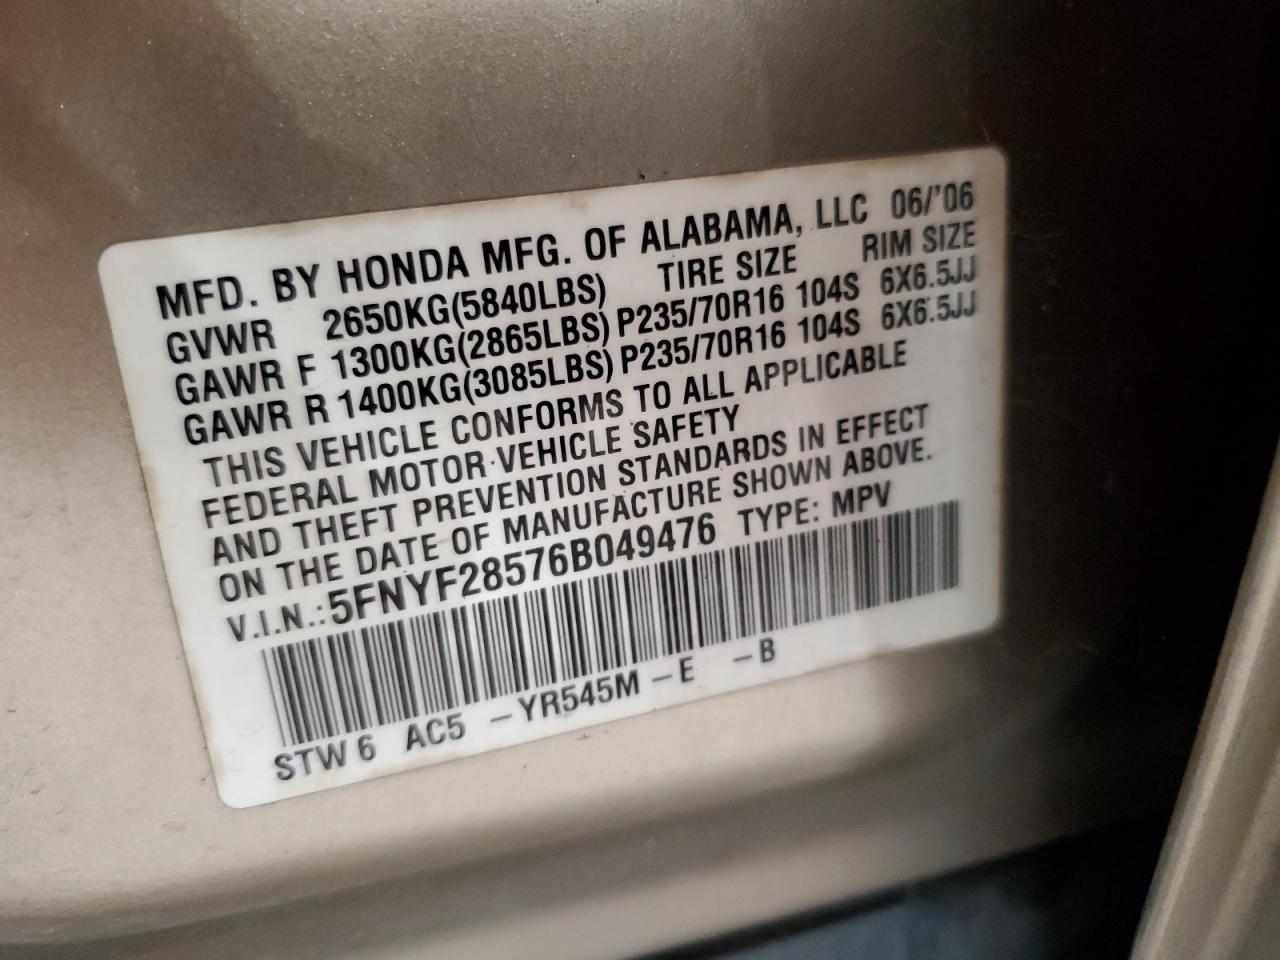 MFD. BY HONDA MFG. OF ALABAMA, LLC 06/'06
GVWR 2650KG(5840LBS) TIRE SIZE RIM SIZE
GAWR F 1300KG(2865LBS) P235/70R16 104S 6X6.5JJ
GAWR R 1400KG(3085LBS) P235/70R16 104S 6X6.5JJ
THIS VEHICLE CONFORMS TO ALL APPLICABLE
FEDERAL MOTOR VEHICLE SAFETY
AND THEFT PREVENTION STANDARDS IN EFFECT
ON THE DATE OF MANUFACTURE SHOWN ABOVE.
V.I.N.:5FNYF28576B049476 TYPE: MPV
STW 6 AC5 -YR545M -E -B